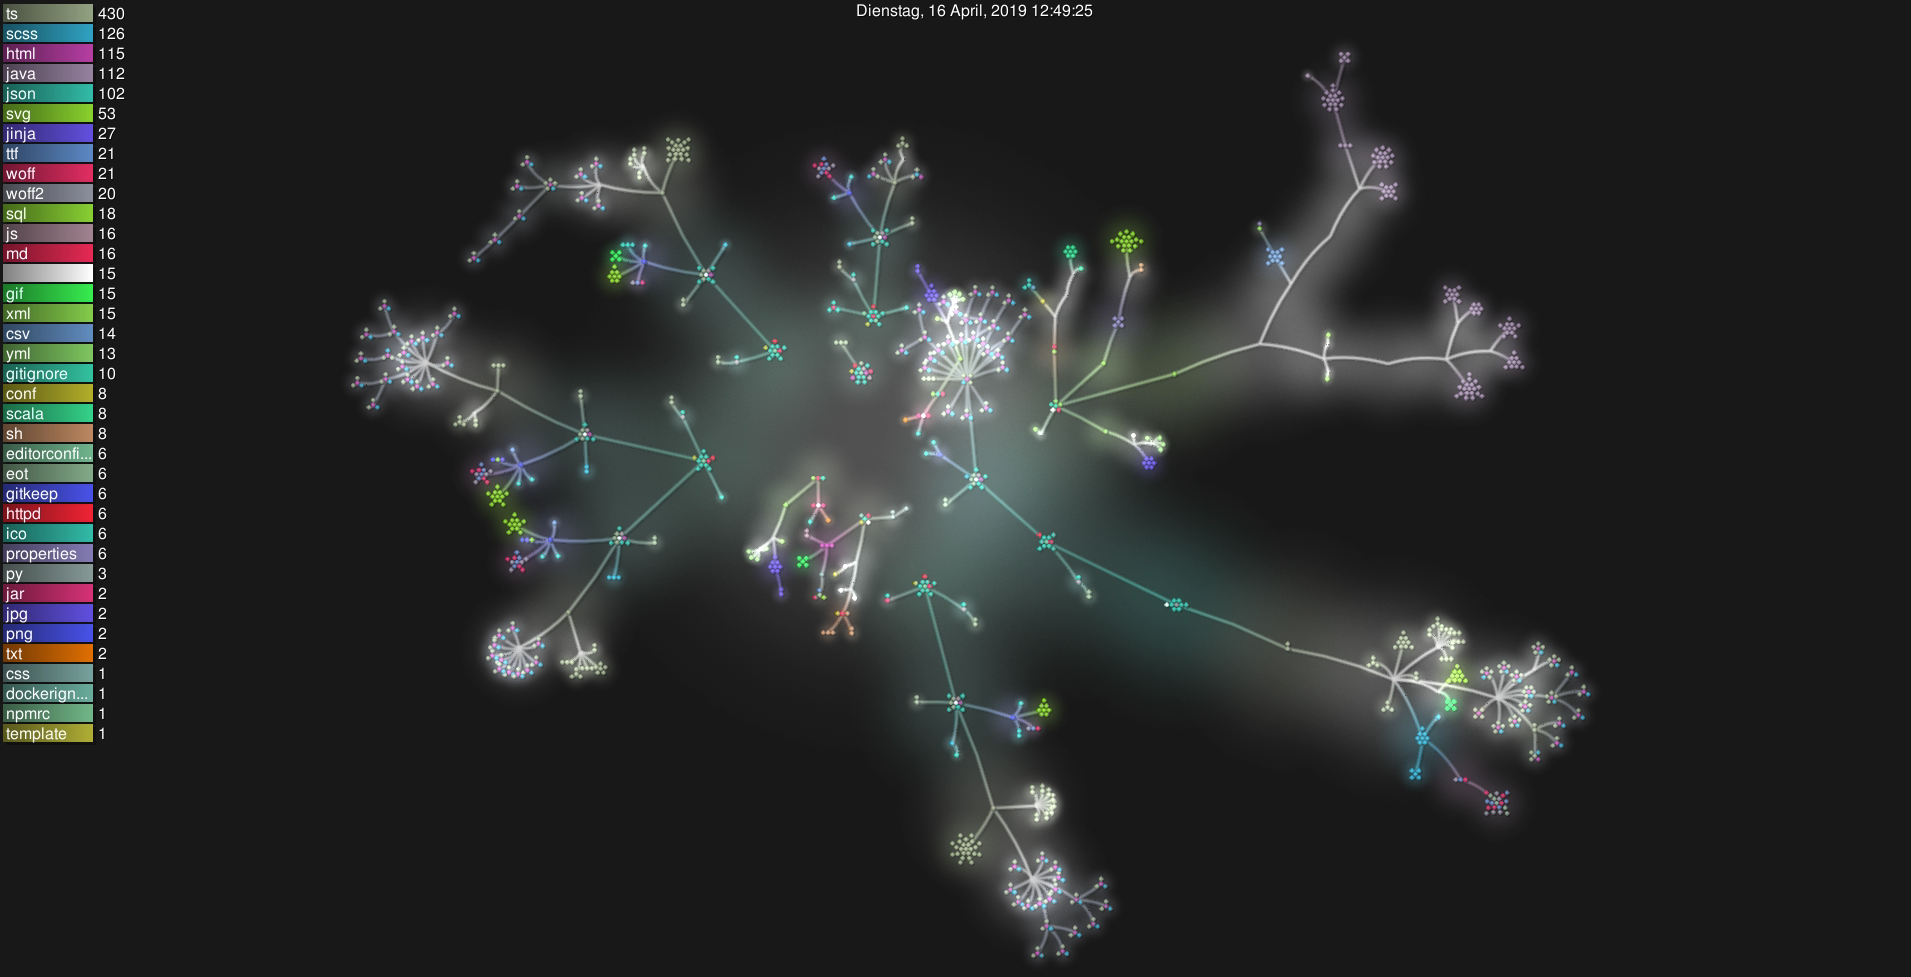 Dienstag, 16 April, 2019 12:49:25
ts 430
scss 126
html 115
java 112
json 102
svg 53
jinja 27
ttf 21
woff 21
woff2 20
sql 18
js 16
md 16
15
gif 15
xml 15
csv 14
yml 13
gitignore 10
conf 8
scala 8
sh 8
editorconfi... 6
eot 6
gitkeep 6
httpd 6
ico 6
properties 6
py 3
jar 2
jpg 2
png 2
txt 2
css 1
dockerign... 1
npmrc 1
template 1